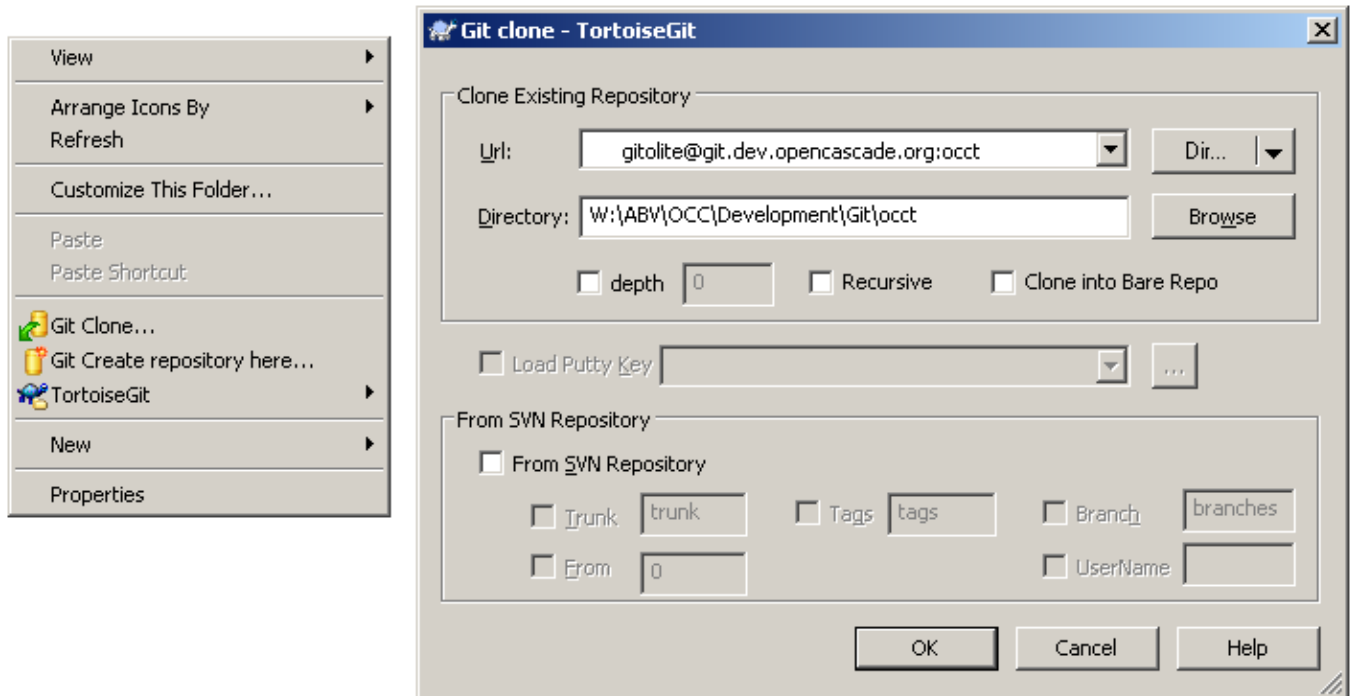 View
Arrange Icons By
Refresh
Customize This Folder...
Paste
Paste Shortcut
Git Clone...
Git Create repository here...
TortoiseGit
New
Properties
Git clone - TortoiseGit
Clone Existing Repository
Url: gitolite@git.dev.opencascade.org:occt Dir...
Directory: W:\ABV\OCC\Development\Git\occt Browse
depth 0 Recursive Clone into Bare Repo
Load Putty Key ...
From SVN Repository
From SVN Repository
Trunk trunk Tags tags Branch branches
From 0 UserName
OK Cancel Help